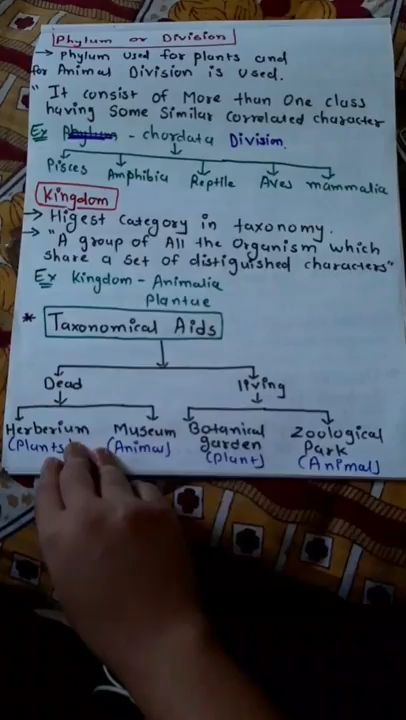 Phylum or Division
→ Phylum used for plants and
for Animal Division is used.
" It consist of More than One class
having Some Similar correlated character
Ex Phylum - chordata Division.
Pisces Amphibia Reptile Aves mammalia
Kingdom
→ Higest Category in taxonomy.
→ "A group of All the Organism which
share a set of distiguished characters"
Ex Kingdom - Animalia
Plantae
* Taxonomical Aids
Dead living
Herberium Museum Botanical Zoological
(Plants) (Animal) garden Park
(Plant) (Animal)